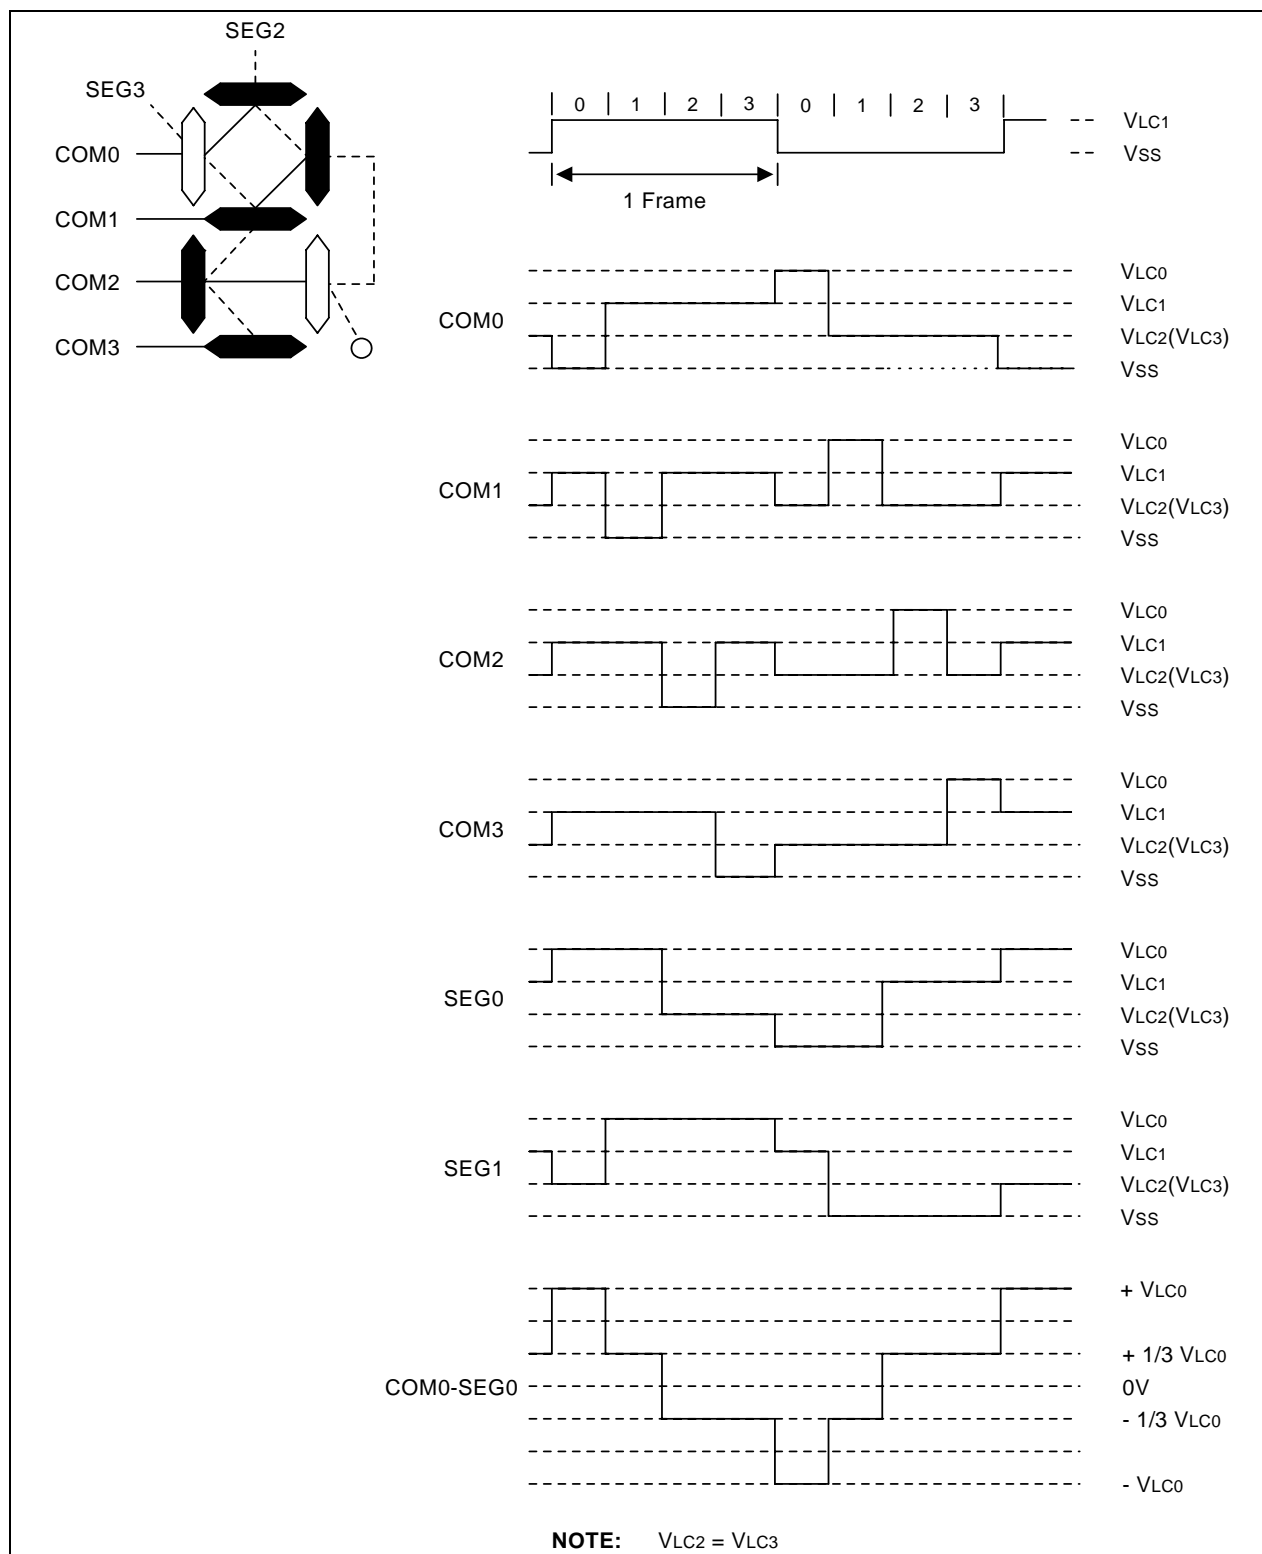 SEG2
SEG3
COM0
COM1
COM2
COM3
0 1 2 3 0 1 2 3
VLC1
VSS
1 Frame
COM0
VLC0
VLC1
VLC2(VLC3)
VSS
COM1
VLC0
VLC1
VLC2(VLC3)
VSS
COM2
VLC0
VLC1
VLC2(VLC3)
VSS
COM3
VLC0
VLC1
VLC2(VLC3)
VSS
SEG0
VLC0
VLC1
VLC2(VLC3)
VSS
SEG1
VLC0
VLC1
VLC2(VLC3)
VSS
COM0-SEG0
+ VLC0
+ 1/3 VLC0
0V
- 1/3 VLC0
- VLC0
NOTE: VLC2 = VLC3